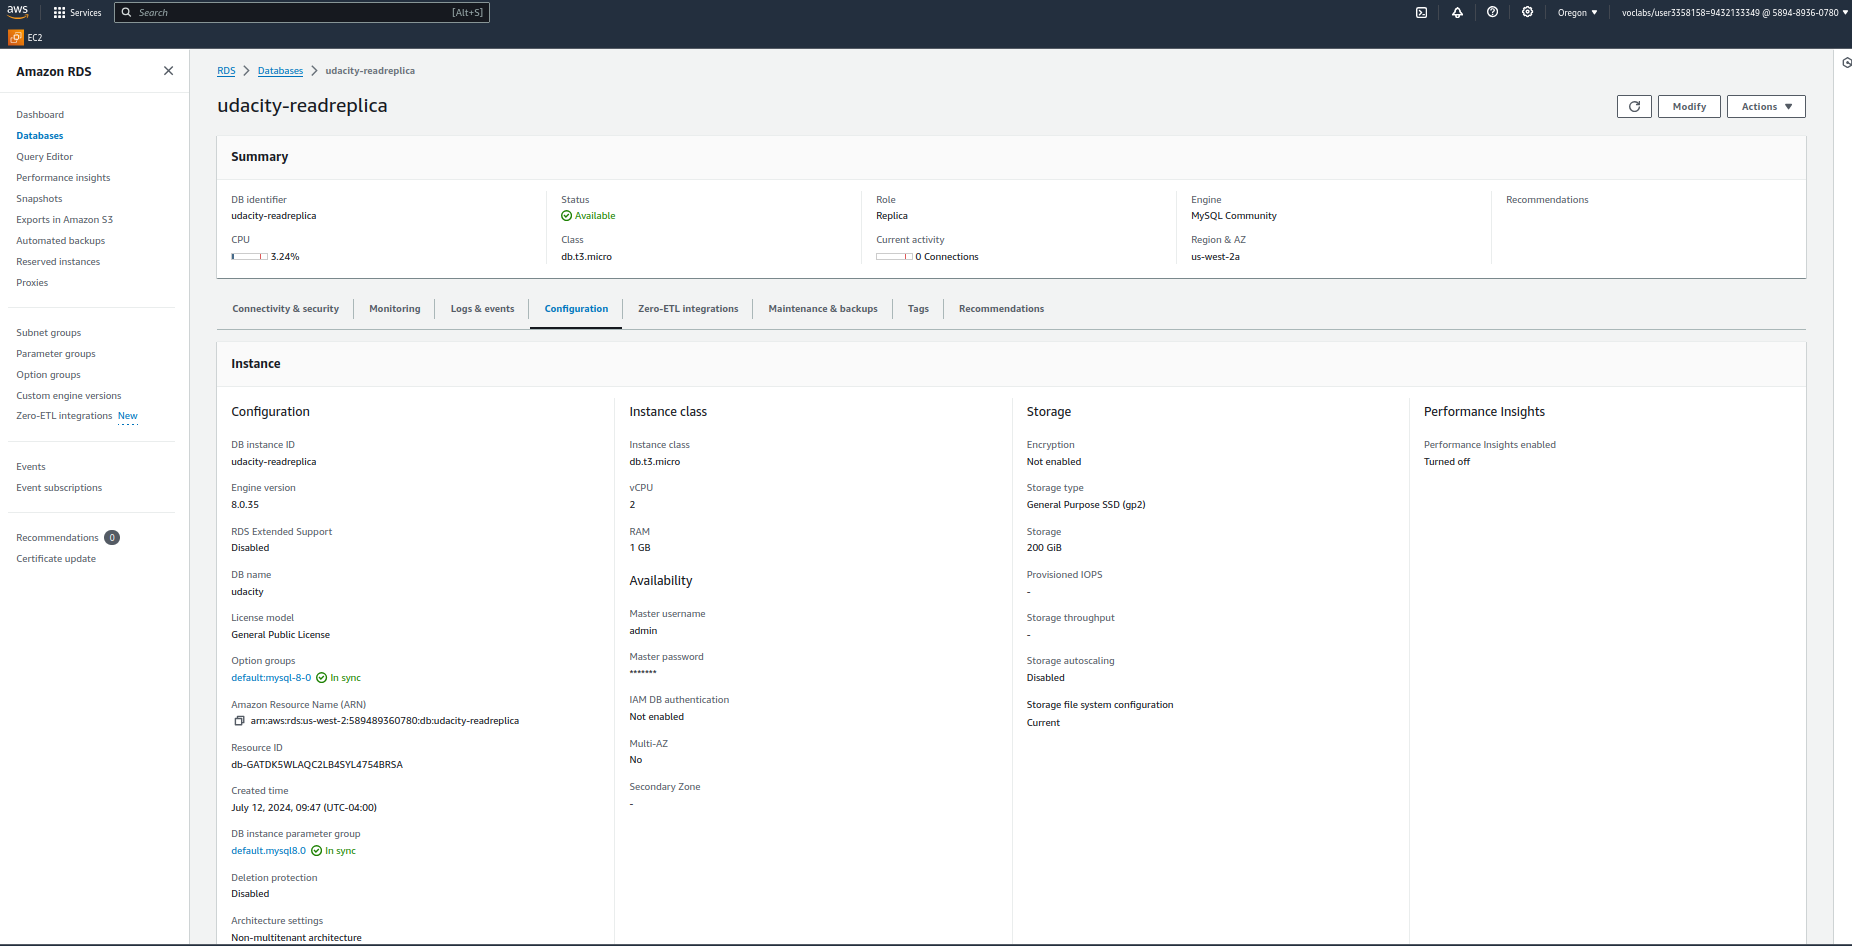 aws
Services
Search
[Alt+S]
Oregon
voclabs/user3358158=9432133349 @ 5894-8936-0780
EC2
Amazon RDS
Dashboard
Databases
Query Editor
Performance insights
Snapshots
Exports in Amazon S3
Automated backups
Reserved instances
Proxies
Subnet groups
Parameter groups
Option groups
Custom engine versions
Zero-ETL integrations New
Events
Event subscriptions
Recommendations 0
Certificate update
RDS
Databases
udacity-readreplica
udacity-readreplica
Modify
Actions
Summary
DB identifier
udacity-readreplica
CPU
3.24%
Status
Available
Class
db.t3.micro
Role
Replica
Current activity
0 Connections
Engine
MySQL Community
Region & AZ
us-west-2a
Recommendations
Connectivity & security
Monitoring
Logs & events
Configuration
Zero-ETL integrations
Maintenance & backups
Tags
Recommendations
Instance
Configuration
DB instance ID
udacity-readreplica
Engine version
8.0.35
RDS Extended Support
Disabled
DB name
udacity
License model
General Public License
Option groups
default:mysql-8-0 In sync
Amazon Resource Name (ARN)
arn:aws:rds:us-west-2:589489360780:db:udacity-readreplica
Resource ID
db-GATDK5WLAQC2LB4SYL4754BRSA
Created time
July 12, 2024, 09:47 (UTC-04:00)
DB instance parameter group
default.mysql8.0 In sync
Deletion protection
Disabled
Architecture settings
Non-multitenant architecture
Instance class
Instance class
db.t3.micro
vCPU
2
RAM
1 GB
Availability
Master username
admin
Master password
*******
IAM DB authentication
Not enabled
Multi-AZ
No
Secondary Zone
-
Storage
Encryption
Not enabled
Storage type
General Purpose SSD (gp2)
Storage
200 GiB
Provisioned IOPS
-
Storage throughput
-
Storage autoscaling
Disabled
Storage file system configuration
Current
Performance Insights
Performance Insights enabled
Turned off